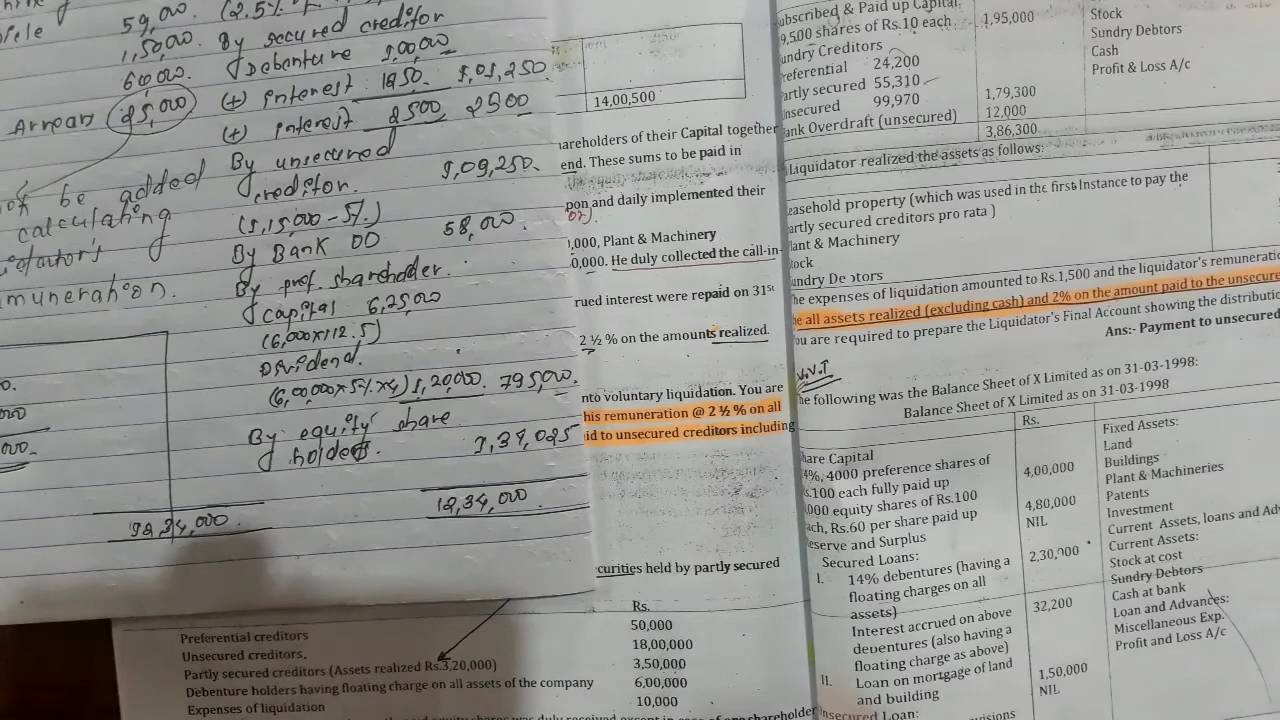 59,000. (2.5%
1,50,000. By secured creditor
60,000. Debenture 1,00,000
Arrears 25,000 (+) interest 1250. 1,01,250
(+) interest 2500 2500
By unsecured
creditor. 1,09,250.
be added
calculating
(1,15,000-5%)
By Bank OD 58,000.
By pref. shareholder.
capital 6,75,000
(6,000x112.5)
Dividend.
(6,00,000x5%x4) 1,20,000. 795,000.
By equity share
holders.
12,34,000.
12,34,000
14,00,500
areholders of their Capital together
end. These sums to be paid in
pon and daily implemented their
0,000, Plant & Machinery
0,000. He duly collected the call-in-
rued interest were repaid on 31st
2 ½ % on the amounts realized.
nto voluntary liquidation. You are
his remuneration @ 2 ½ % on all
id to unsecured creditors including
curities held by partly secured
Rs.
Preferential creditors 50,000
Unsecured creditors. 18,00,000
Partly secured creditors (Assets realized Rs.3,20,000) 3,50,000
Debenture holders having floating charge on all assets of the company 6,00,000
Expenses of liquidation 10,000
ubscribed & Paid up Capital:
9,500 shares of Rs.10 each 1,95,000
undry Creditors
referential 24,200
artly secured 55,310
nsecured 99,970 1,79,300
ank Overdraft (unsecured) 12,000
3,86,300
Stock
Sundry Debtors
Cash
Profit & Loss A/c
Liquidator realized the assets as follows:
easehold property (which was used in the first Instance to pay the
artly secured creditors pro rata )
lant & Machinery
tock
undry De tors
he expenses of liquidation amounted to Rs.1,500 and the liquidator's remunerati
e all assets realized (excluding cash) and 2% on the amount paid to the unsecure
ou are required to prepare the Liquidator's Final Account showing the distributio
Ans:- Payment to unsecured
V.V.I
he following was the Balance Sheet of X Limited as on 31-03-1998:
Balance Sheet of X Limited as on 31-03-1998
Rs.
hare Capital
4%, 4000 preference shares of
s.100 each fully paid up 4,00,000
000 equity shares of Rs.100
ach, Rs.60 per share paid up 4,80,000
eserve and Surplus NIL
Secured Loans:
I. 14% debentures (having a 2,30,000
floating charges on all
assets)
Interest accrued on above 32,200
debentures (also having a
floating charge as above)
II. Loan on mortgage of land 1,50,000
and building NIL
nsecured Loan:
Fixed Assets:
Land
Buildings
Plant & Machineries
Patents
Investment
Current Assets, loans and Adv
Current Assets:
Stock at cost
Sundry Debtors
Cash at bank
Loan and Advances:
Miscellaneous Exp.
Profit and Loss A/c